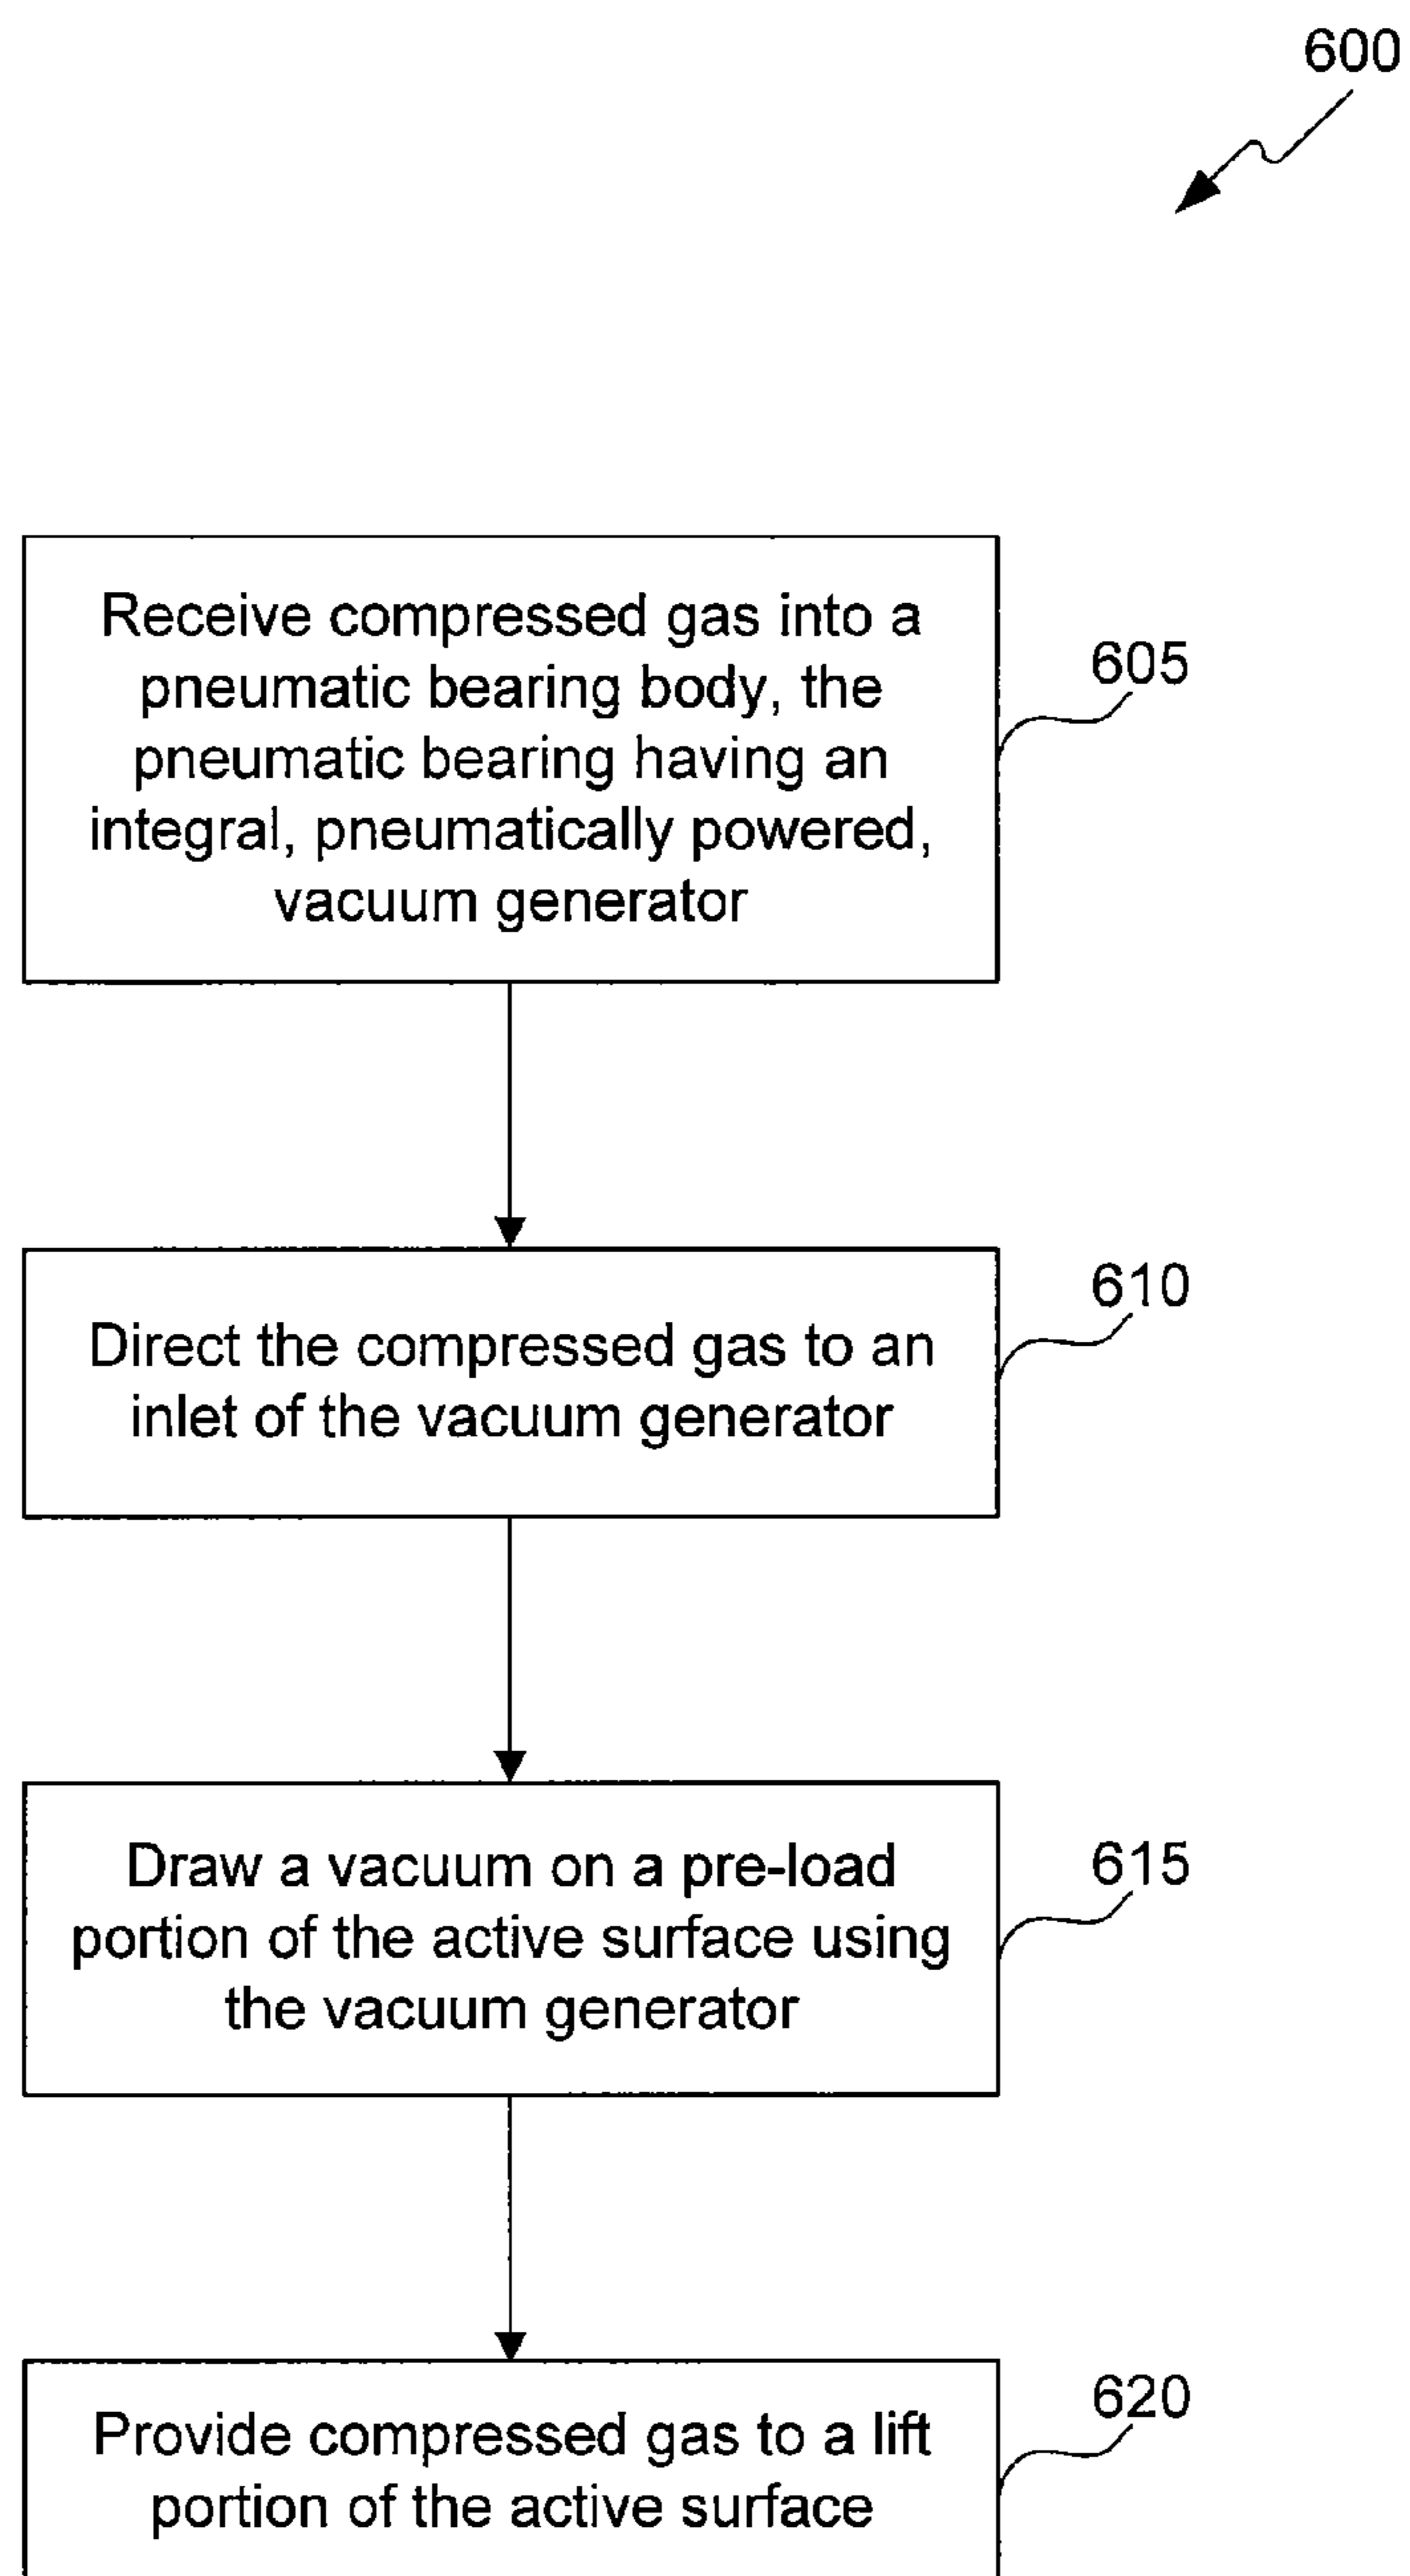 600
Receive compressed gas into a
pneumatic bearing body, the
pneumatic bearing having an
integral, pneumatically powered,
vacuum generator
605
Direct the compressed gas to an
inlet of the vacuum generator
610
Draw a vacuum on a pre-load
portion of the active surface using
the vacuum generator
615
Provide compressed gas to a lift
portion of the active surface
620